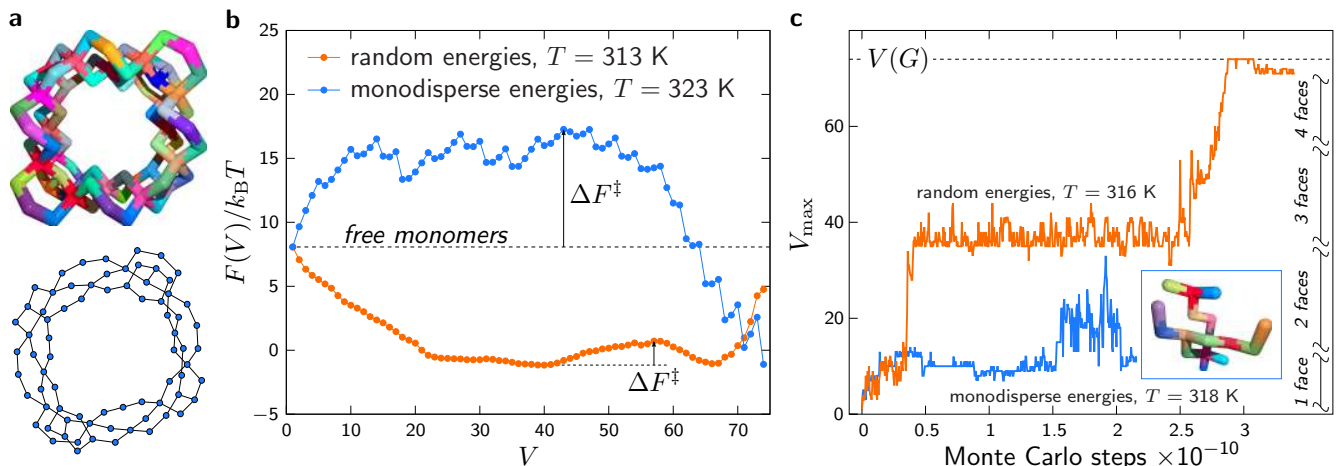 a
b
c
25
20
15
10
5
0
−5
F(V)/k_BT
random energies, T = 313 K
monodisperse energies, T = 323 K
ΔF‡
free monomers
ΔF‡
0
10
20
30
40
50
60
70
V
V(G)
60
40
20
0
V_max
random energies, T = 316 K
monodisperse energies, T = 318 K
4 faces
3 faces
2 faces
1 face
0
0.5
1
1.5
2
2.5
3
Monte Carlo steps ×10^−10